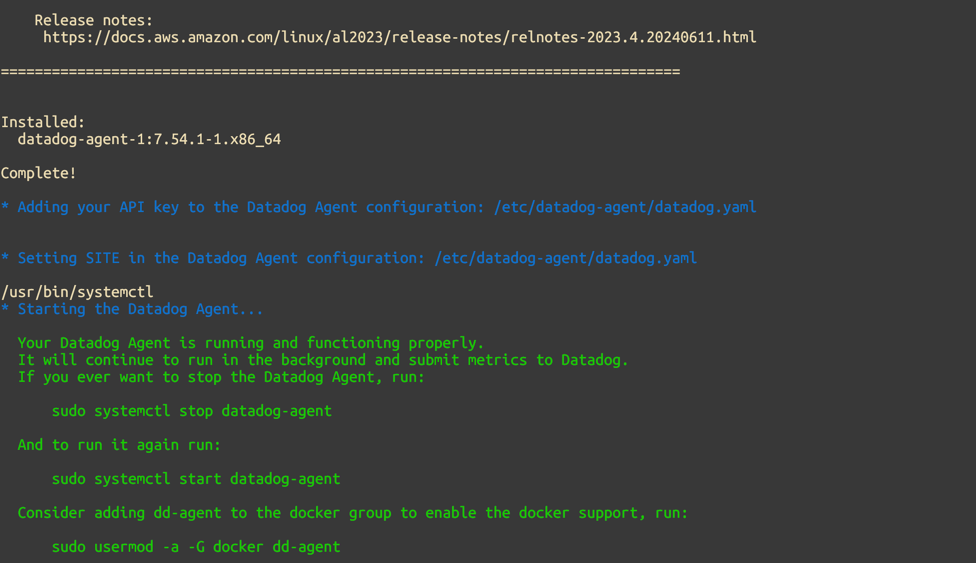 Release notes:
https://docs.aws.amazon.com/linux/al2023/release-notes/relnotes-2023.4.20240611.html
================================================================================
Installed:
datadog-agent-1:7.54.1-1.x86_64
Complete!
* Adding your API key to the Datadog Agent configuration: /etc/datadog-agent/datadog.yaml
* Setting SITE in the Datadog Agent configuration: /etc/datadog-agent/datadog.yaml
/usr/bin/systemctl
* Starting the Datadog Agent...
Your Datadog Agent is running and functioning properly.
It will continue to run in the background and submit metrics to Datadog.
If you ever want to stop the Datadog Agent, run:
sudo systemctl stop datadog-agent
And to run it again run:
sudo systemctl start datadog-agent
Consider adding dd-agent to the docker group to enable the docker support, run:
sudo usermod -a -G docker dd-agent